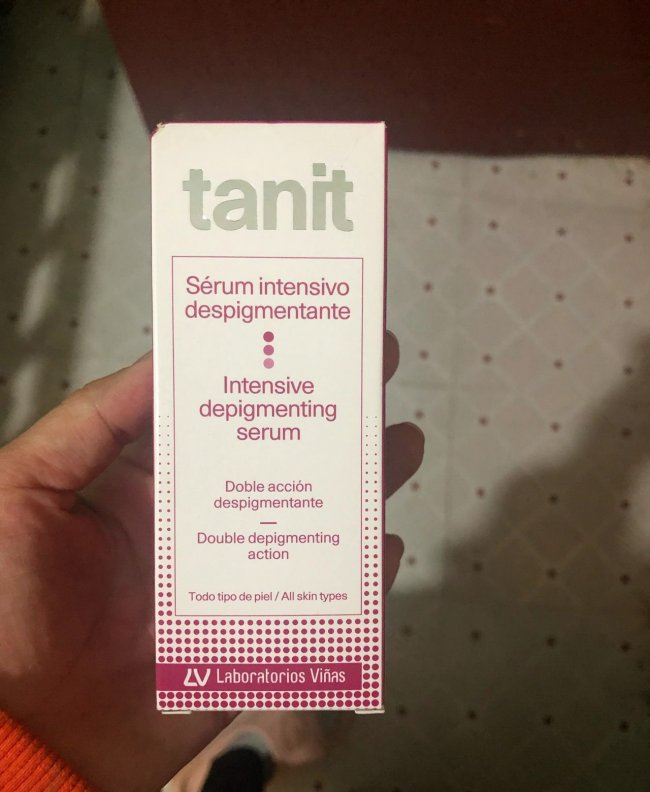 tanit
Sérum intensivo
despigmentante
Intensive
depigmenting
serum
Doble acción
despigmentante
Double depigmenting
action
Todo tipo de piel / All skin types
LV Laboratorios Viñas